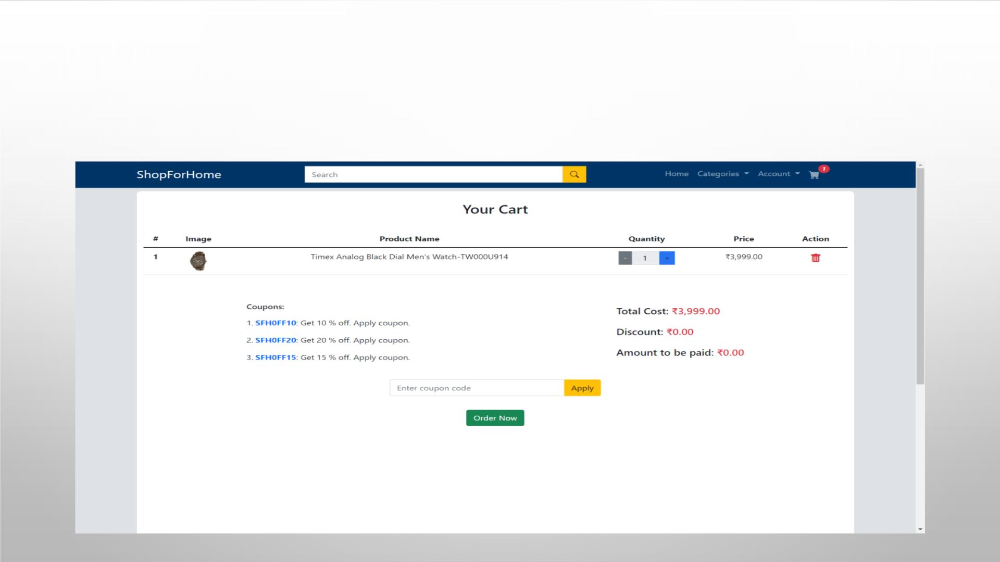 ShopForHome Search Home Categories Account 1
Your Cart
# Image Product Name Quantity Price Action
1 Timex Analog Black Dial Men's Watch-TW000U914 - 1 + ₹3,999.00
Coupons:
1. SFH0FF10: Get 10 % off. Apply coupon.
2. SFH0FF20: Get 20 % off. Apply coupon.
3. SFH0FF15: Get 15 % off. Apply coupon.
Total Cost: ₹3,999.00
Discount: ₹0.00
Amount to be paid: ₹0.00
Enter coupon code Apply
Order Now